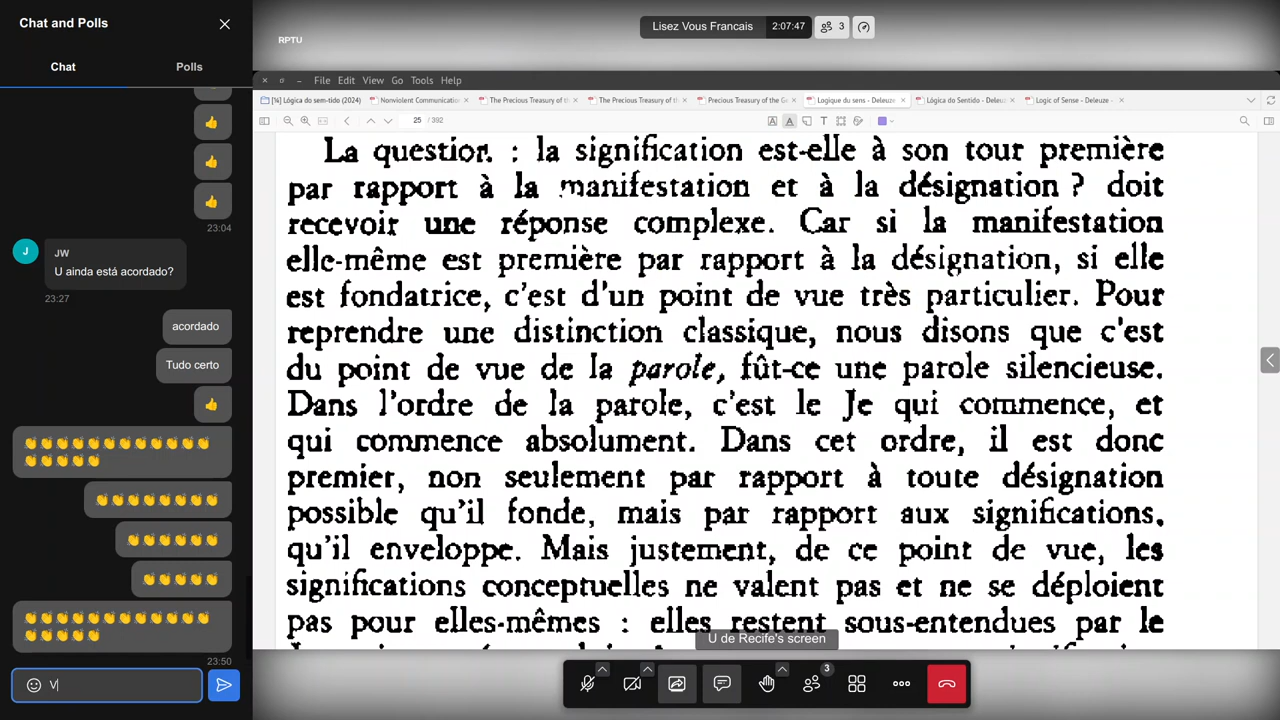 Chat and Polls
Chat
Polls
👍
👍
👍
23:04
J
JW
U ainda está acordado?
23:27
acordado
Tudo certo
👍
👏👏👏👏👏👏👏👏👏👏👏👏
👏👏👏👏👏
👏👏👏👏👏👏👏👏
👏👏👏👏👏👏
👏👏👏👏👏
👏👏👏👏👏👏👏👏👏👏👏👏
👏👏👏👏👏
23:50
V
RPTU
Lisez Vous Francais
2:07:47
3
File Edit View Go Tools Help
[¾] Lógica do sem-tido (2024)
Nonviolent Communication
The Precious Treasury of th
The Precious Treasury of th
Precious Treasury of the Ge
Logique du sens - Deleuze
Lógica do Sentido - Deleuz
Logic of Sense - Deleuze -
25 / 392
La question : la signification est-elle à son tour première
par rapport à la manifestation et à la désignation ? doit
recevoir une réponse complexe. Car si la manifestation
elle-même est première par rapport à la désignation, si elle
est fondatrice, c'est d'un point de vue très particulier. Pour
reprendre une distinction classique, nous disons que c'est
du point de vue de la parole, fût-ce une parole silencieuse.
Dans l'ordre de la parole, c'est le Je qui commence, et
qui commence absolument. Dans cet ordre, il est donc
premier, non seulement par rapport à toute désignation
possible qu'il fonde, mais par rapport aux significations,
qu'il enveloppe. Mais justement, de ce point de vue, les
significations conceptuelles ne valent pas et ne se déploient
pas pour elles-mêmes : elles restent sous-entendues par le
U de Recife's screen
3